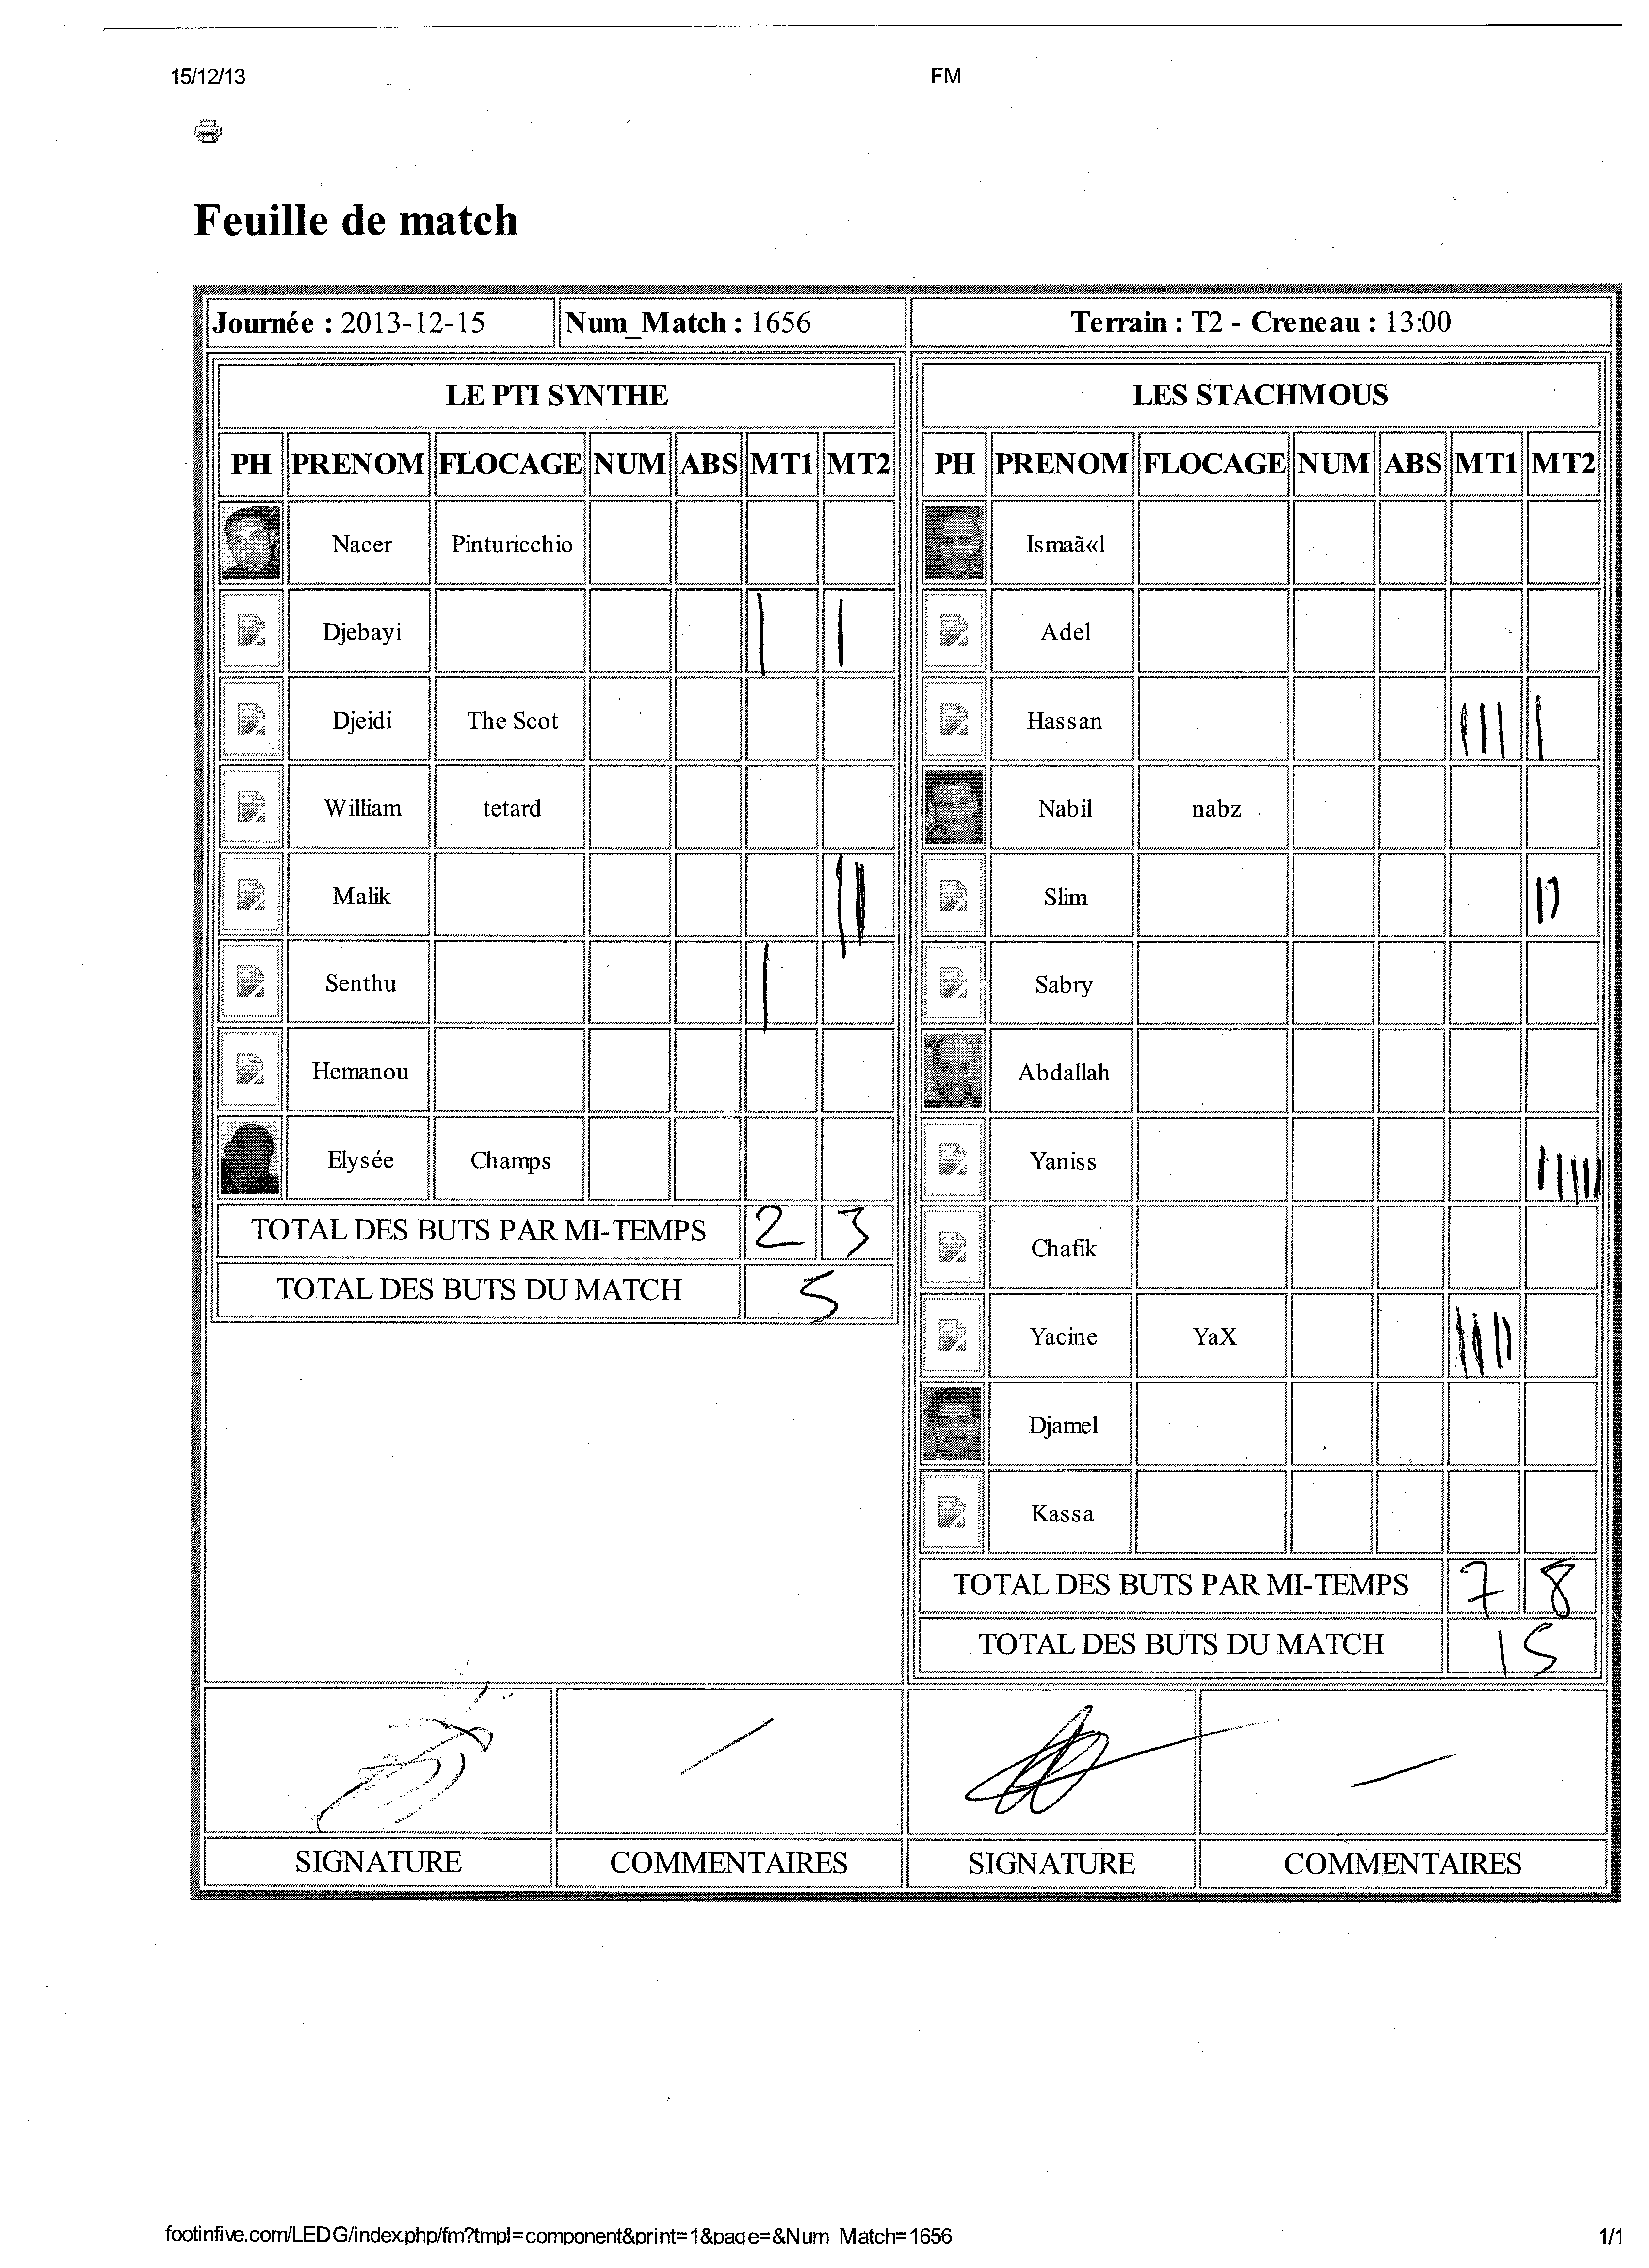 15/12/13 FM
Feuille de match
Journée : 2013-12-15 Num_Match : 1656 Terrain : T2 - Creneau : 13:00
LE PTI SYNTHE
PH PRENOM FLOCAGE NUM ABS MT1 MT2
Nacer Pinturicchio
Djebayi | |
Djeidi The Scot
William tetard
Malik ||
Senthu |
Hemanou
Elysée Champs
TOTAL DES BUTS PAR MI-TEMPS 2 3
TOTAL DES BUTS DU MATCH 5
LES STACHMOUS
PH PRENOM FLOCAGE NUM ABS MT1 MT2
Ismaã«l
Adel
Hassan ||| |
Nabil nabz
Slim ||
Sabry
Abdallah
Yaniss |||||
Chafik
Yacine YaX ||||
Djamel
Kassa
TOTAL DES BUTS PAR MI-TEMPS 7 8
TOTAL DES BUTS DU MATCH 15
SIGNATURE COMMENTAIRES SIGNATURE COMMENTAIRES
footinfive.com/LEDG/index.php/fm?tmpl=component&print=1&page=&Num_Match=1656 1/1